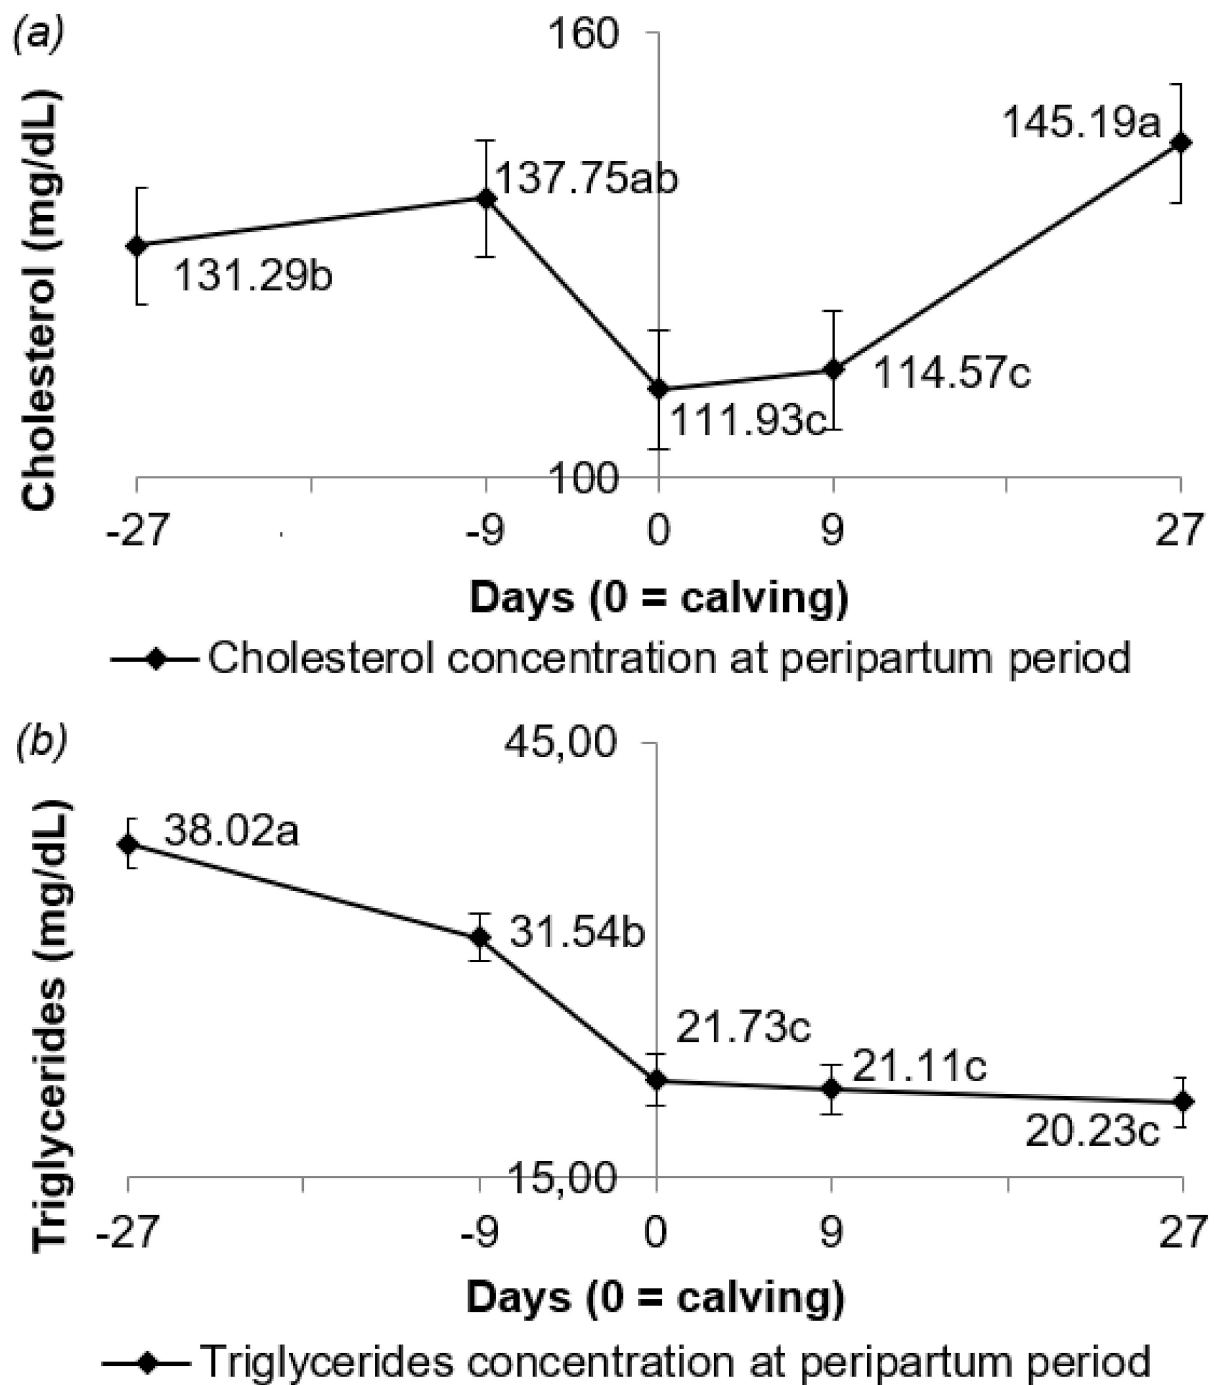 (a)
160
Cholesterol (mg/dL)
145.19a
137.75ab
131.29b
114.57c
111.93c
100
-27 -9 0 9 27
Days (0 = calving)
Cholesterol concentration at peripartum period
(b)
45,00
Triglycerides (mg/dL)
38.02a
31.54b
21.73c
21.11c
20.23c
15,00
-27 -9 0 9 27
Days (0 = calving)
Triglycerides concentration at peripartum period